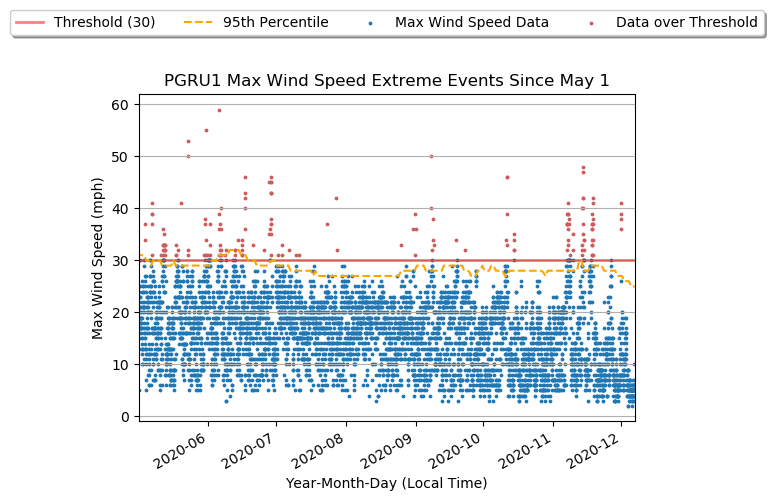 Threshold (30) 95th Percentile Max Wind Speed Data Data over Threshold
PGRU1 Max Wind Speed Extreme Events Since May 1
60
50
40
30
20
10
0
Max Wind Speed (mph)
2020-06 2020-07 2020-08 2020-09 2020-10 2020-11 2020-12
Year-Month-Day (Local Time)